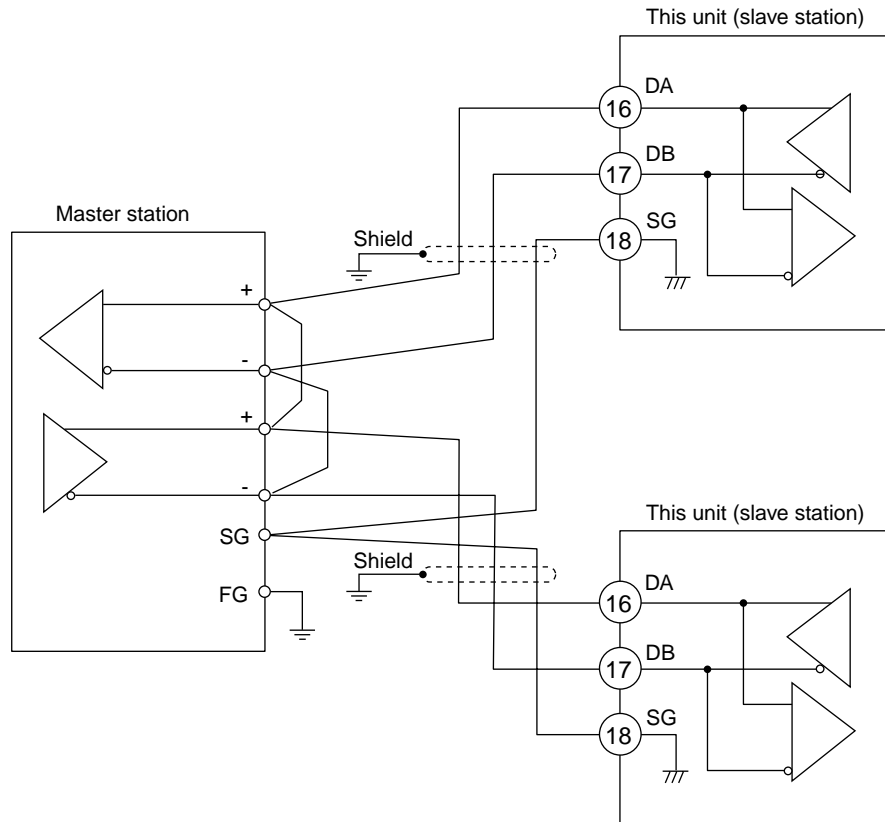 This unit (slave station)
16 DA
17 DB
18 SG
Shield
Master station
+
-
+
-
SG
FG
This unit (slave station)
Shield
16 DA
17 DB
18 SG